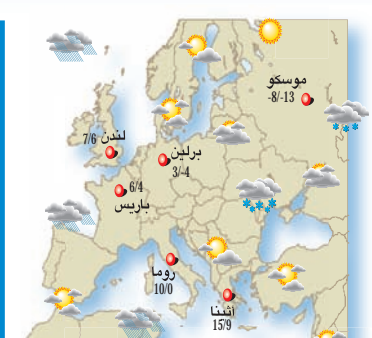 موسكو
-8/-13
لندن 7/6
برلين
3/-4
6/4
باريس
روما
10/0
أثينا
15/9